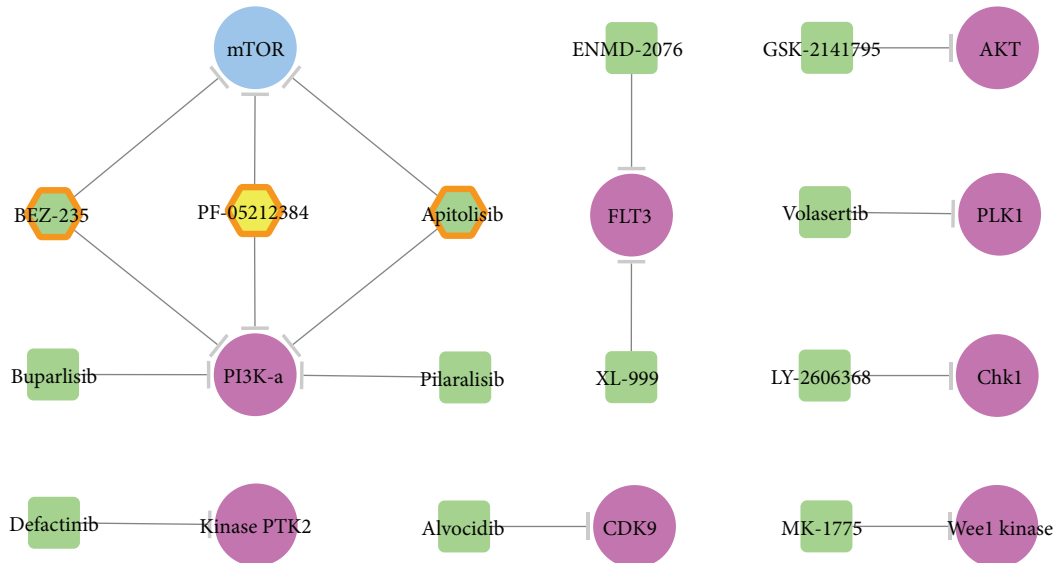 mTOR
ENMD-2076
GSK-2141795
AKT
BEZ-235
PF-05212384
Apitolisib
FLT3
Volasertib
PLK1
Buparlisib
PI3K-a
Pilaralisib
XL-999
LY-2606368
Chk1
Defactinib
Kinase PTK2
Alvocidib
CDK9
MK-1775
Wee1 kinase